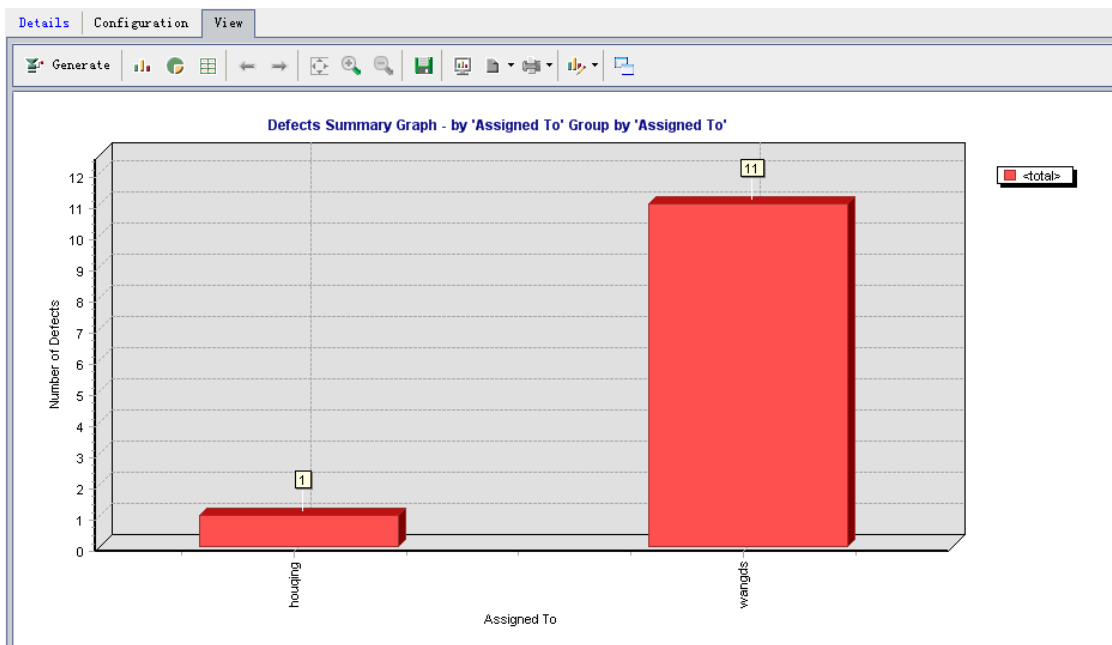 Details Configuration View
Generate
Defects Summary Graph - by 'Assigned To' Group by 'Assigned To'
<total>
Number of Defects
12
11
10
9
8
7
6
5
4
3
2
1
0
1
11
houqing
wangds
Assigned To